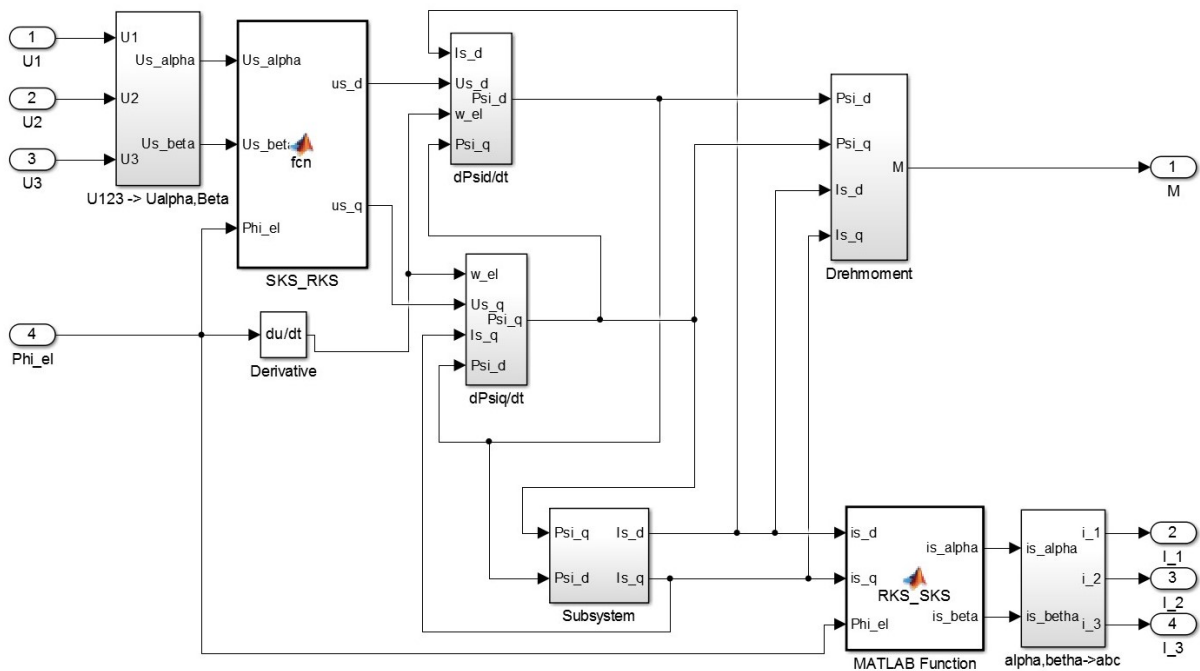 1
U1
2
U2
3
U3
4
Phi_el
U1
U2
U3
Us_alpha
Us_beta
U123 -> Ualpha,Beta
Us_alpha
Us_beta
Phi_el
fcn
us_d
us_q
SKS_RKS
du/dt
Derivative
Is_d
Us_d
w_el
Psi_q
Psi_d
dPsid/dt
w_el
Us_q
Is_q
Psi_d
Psi_q
dPsiq/dt
Psi_q
Psi_d
Is_d
Is_q
Subsystem
Psi_d
Psi_q
Is_d
Is_q
M
Drehmoment
1
M
is_d
is_q
Phi_el
RKS_SKS
is_alpha
is_beta
MATLAB Function
is_alpha
is_betha
i_1
i_2
i_3
alpha,betha->abc
2
I_1
3
I_2
4
I_3